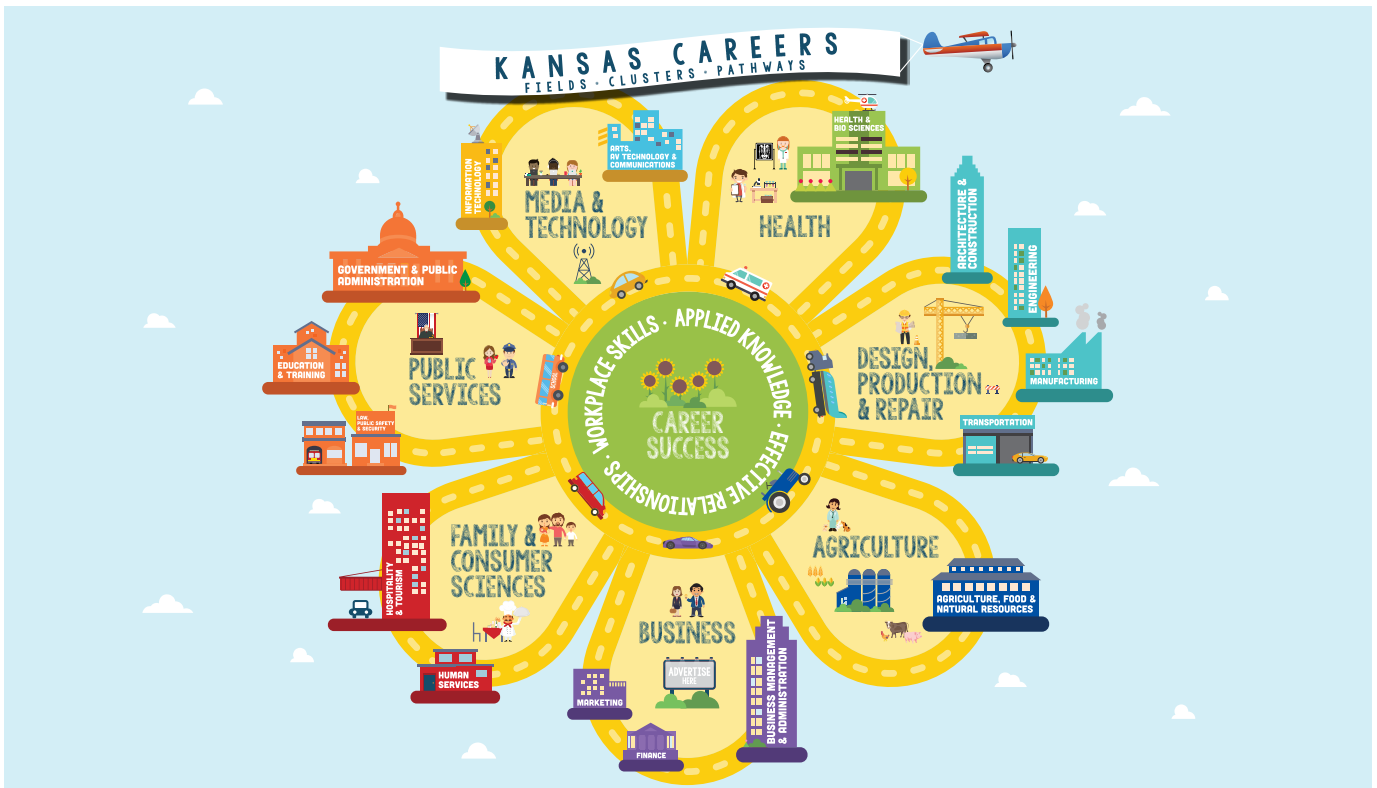 KANSAS CAREERS
FIELDS · CLUSTERS · PATHWAYS
INFORMATION
TECHNOLOGY
ARTS,
AV TECHNOLOGY &
COMMUNICATIONS
MEDIA &
TECHNOLOGY
HEALTH &
BIO SCIENCES
HEALTH
ARCHITECTURE &
CONSTRUCTION
ENGINEERING
MANUFACTURING
TRANSPORTATION
DESIGN,
PRODUCTION
& REPAIR
GOVERNMENT & PUBLIC
ADMINISTRATION
EDUCATION
& TRAINING
LAW,
PUBLIC SAFETY
& SECURITY
PUBLIC
SERVICES
SCHOOL
WORKPLACE SKILLS · APPLIED KNOWLEDGE · EFFECTIVE RELATIONSHIPS ·
CAREER
SUCCESS
HOSPITALITY
& TOURISM
HUMAN
SERVICES
FAMILY &
CONSUMER
SCIENCES
AGRICULTURE
AGRICULTURE, FOOD &
NATURAL RESOURCES
BUSINESS
ADVERTISE
HERE
MARKETING
FINANCE
BUSINESS MANAGEMENT
& ADMINISTRATION